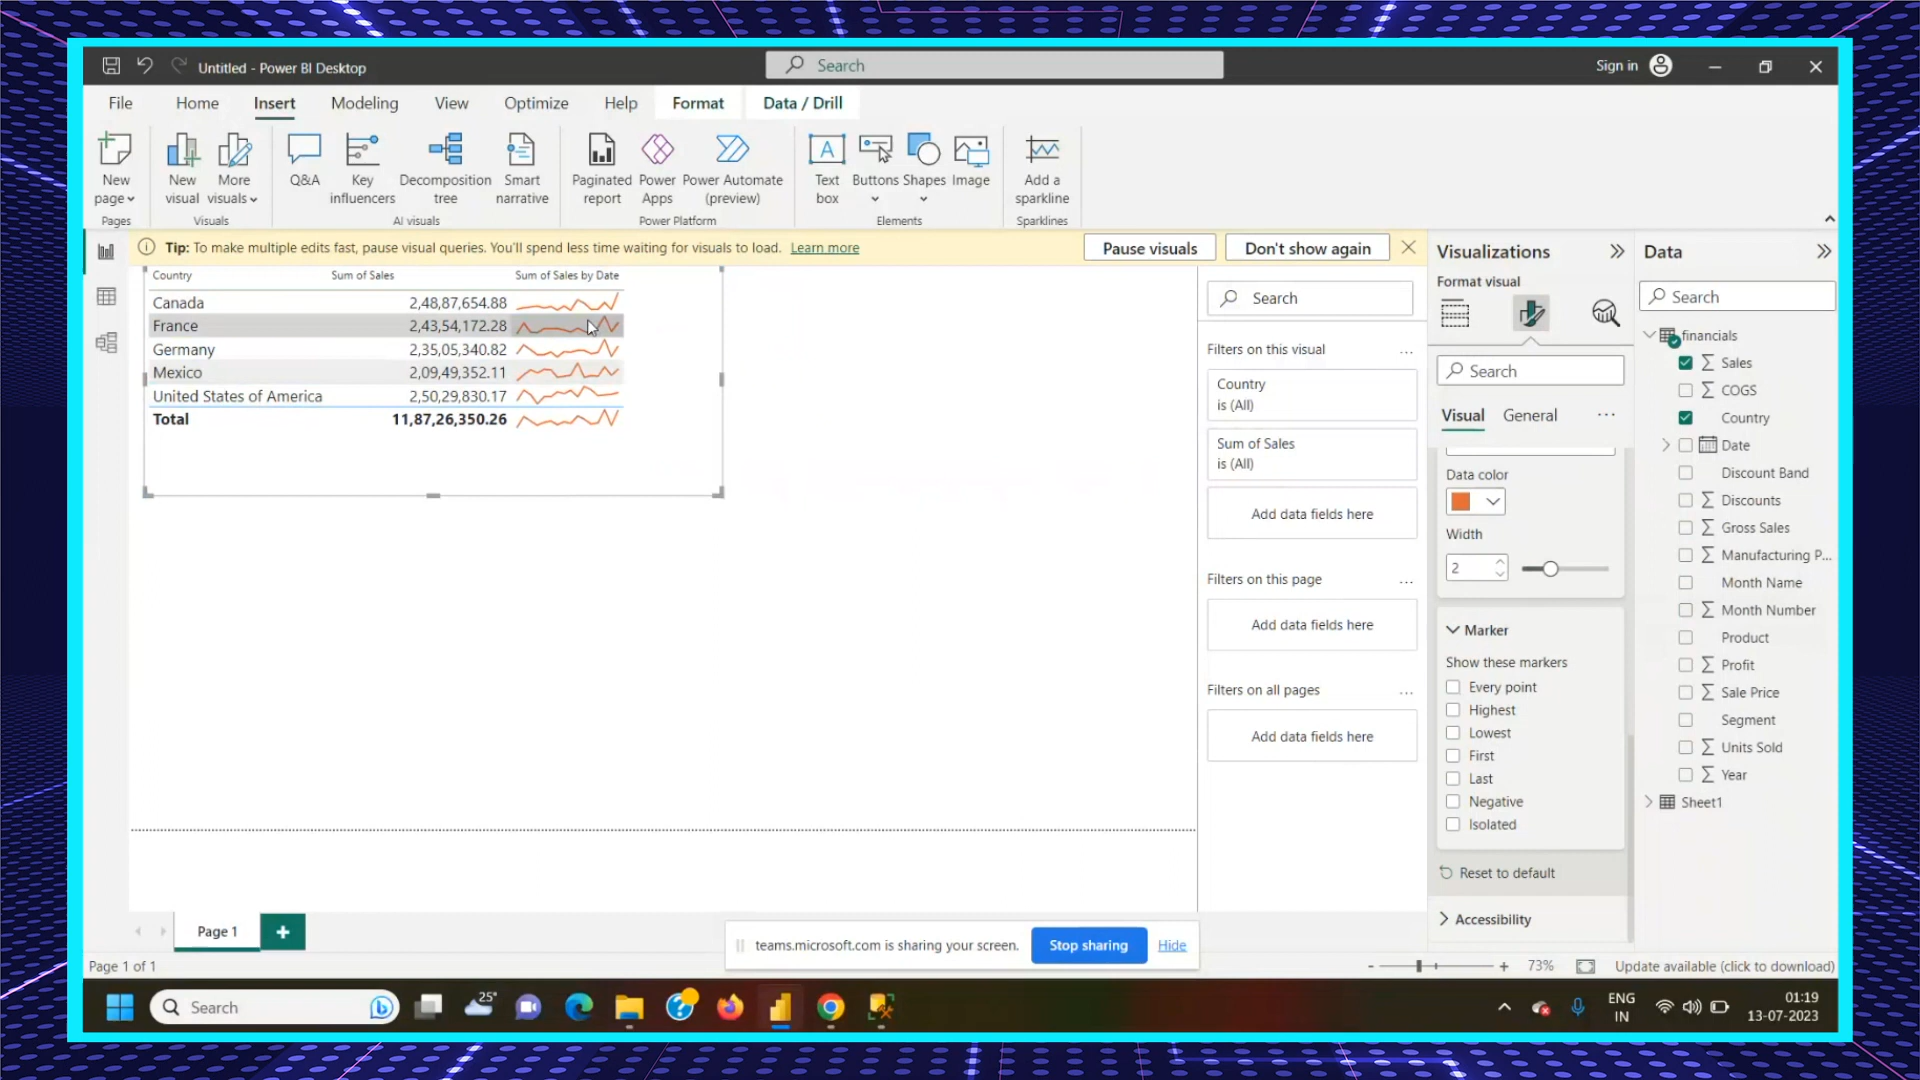 Untitled - Power BI Desktop
Search
Sign in
File Home Insert Modeling View Optimize Help Format Data / Drill
New page
New visual
More visuals
Q&A
Key influencers
Decomposition tree
Smart narrative
Paginated report
Power Apps
Power Automate (preview)
Text box
Buttons
Shapes
Image
Add a sparkline
Pages
Visuals
AI visuals
Power Platform
Elements
Sparklines
Tip: To make multiple edits fast, pause visual queries. You'll spend less time waiting for visuals to load. Learn more
Pause visuals
Don't show again
Country Sum of Sales Sum of Sales by Date
Canada 2,48,87,654.88
France 2,43,54,172.28
Germany 2,35,05,340.82
Mexico 2,09,49,352.11
United States of America 2,50,29,830.17
Total 11,87,26,350.26
Search
Filters on this visual ...
Country
is (All)
Sum of Sales
is (All)
Add data fields here
Filters on this page ...
Add data fields here
Filters on all pages ...
Add data fields here
Visualizations
Format visual
Search
Visual General ...
Data color
Width
2
Marker
Show these markers
Every point
Highest
Lowest
First
Last
Negative
Isolated
Reset to default
Accessibility
Data
Search
financials
Sales
COGS
Country
Date
Discount Band
Discounts
Gross Sales
Manufacturing P...
Month Name
Month Number
Product
Profit
Sale Price
Segment
Units Sold
Year
Sheet1
Page 1
teams.microsoft.com is sharing your screen. Stop sharing Hide
Page 1 of 1
- + 73%
Update available (click to download)
Search
25°
ENG
IN
01:19
13-07-2023